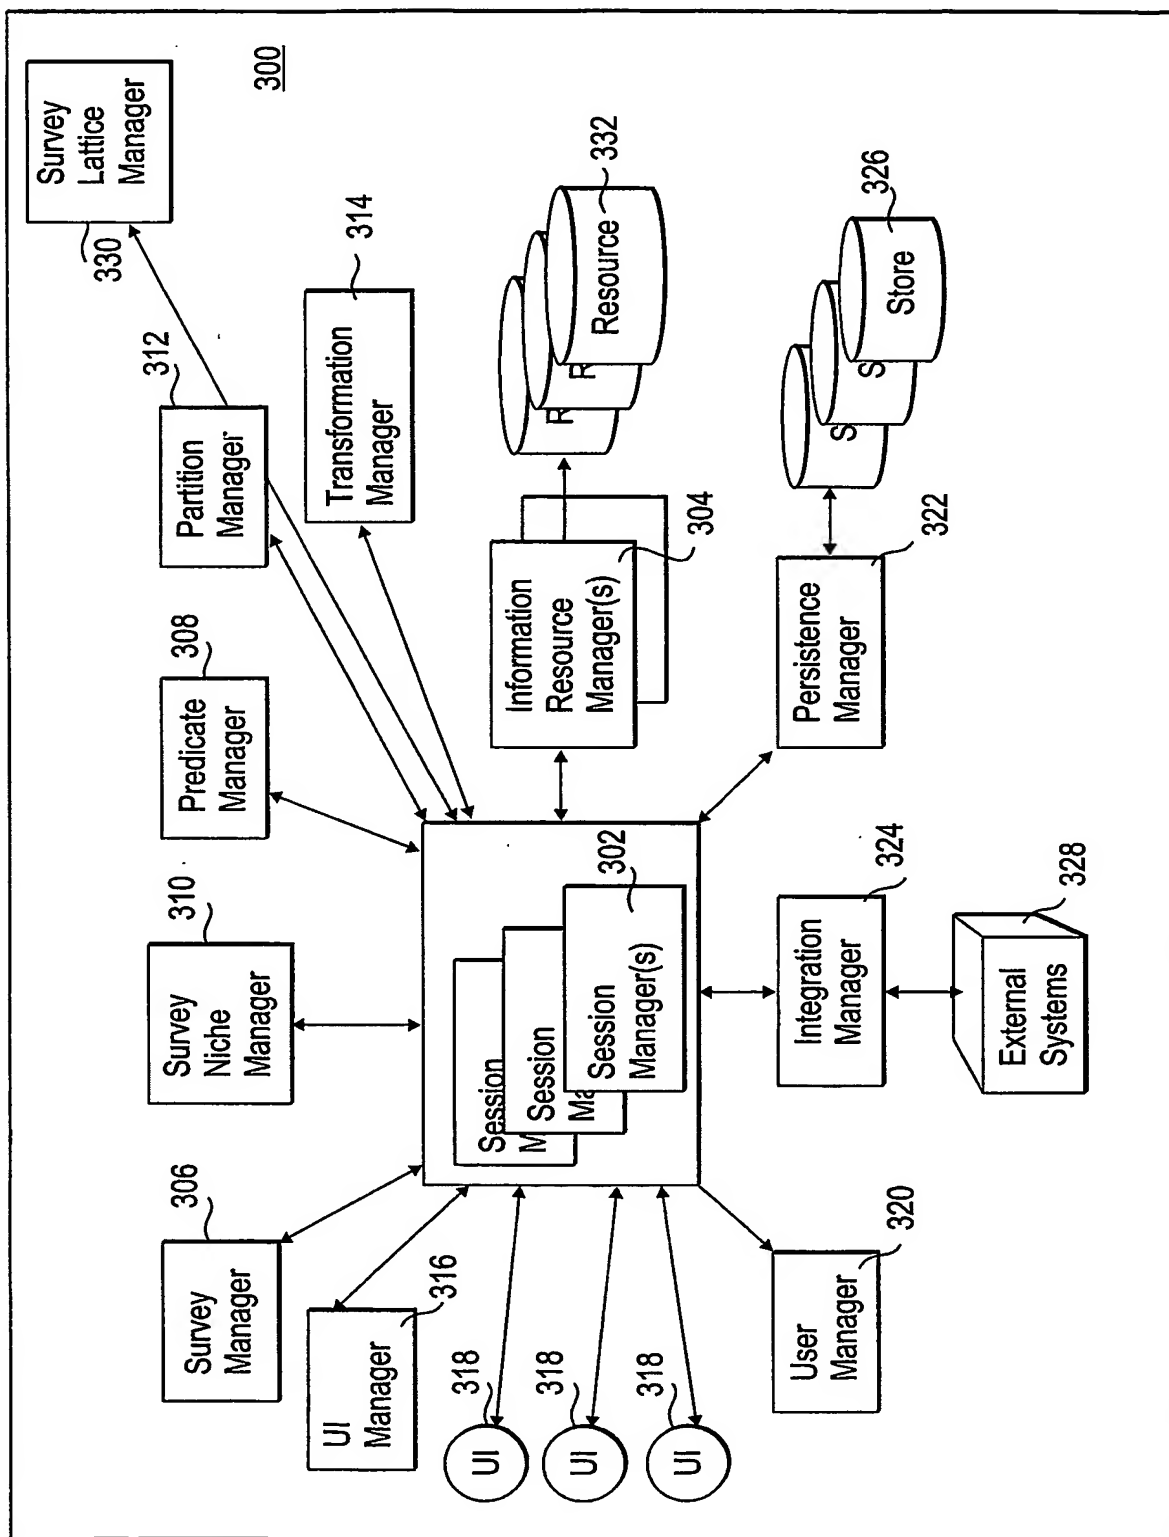 300
Survey
Lattice
Manager
330
Partition
Manager
312
Transformation
Manager
314
Predicate
Manager
308
Survey
Niche
Manager
310
Survey
Manager
306
UI
Manager
316
UI
318
UI
318
UI
318
Session
M
Session
Ma
Session
Manager(s)
302
Information
Resource
Manager(s)
304
R
R
Resource
332
Persistence
Manager
322
S
S
Store
326
Integration
Manager
324
External
Systems
328
User
Manager
320